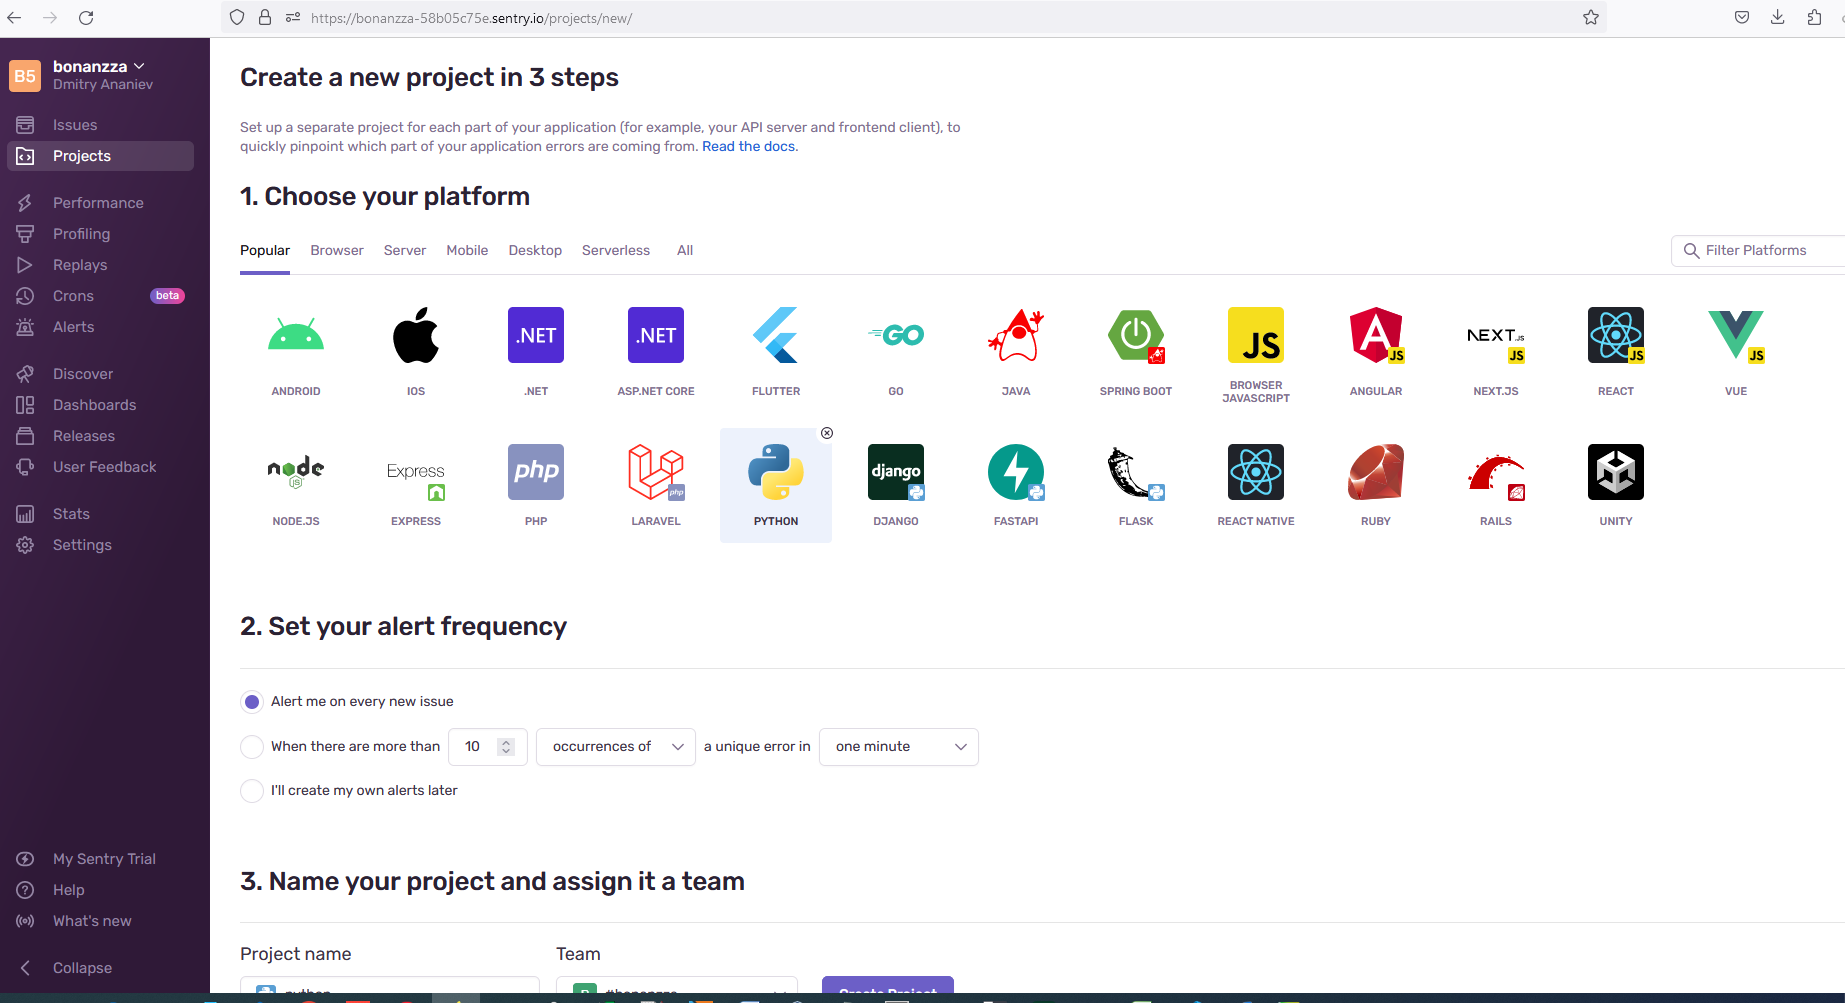 https://bonanzza-58b05c75e.sentry.io/projects/new/
B5
bonanzza
Dmitry Ananiev
Issues
Projects
Performance
Profiling
Replays
Crons
beta
Alerts
Discover
Dashboards
Releases
User Feedback
Stats
Settings
My Sentry Trial
Help
What's new
Collapse
Create a new project in 3 steps
Set up a separate project for each part of your application (for example, your API server and frontend client), to
quickly pinpoint which part of your application errors are coming from. Read the docs.
1. Choose your platform
Popular Browser Server Mobile Desktop Serverless All
Filter Platforms
.NET .NET GO JS JS NEXT.JS JS JS JS
ANDROID IOS .NET ASP.NET CORE FLUTTER GO JAVA SPRING BOOT BROWSER JAVASCRIPT ANGULAR NEXT.JS REACT VUE
node JS Express php php django
NODE.JS EXPRESS PHP LARAVEL PYTHON DJANGO FASTAPI FLASK REACT NATIVE RUBY RAILS UNITY
2. Set your alert frequency
Alert me on every new issue
When there are more than 10 occurrences of a unique error in one minute
I'll create my own alerts later
3. Name your project and assign it a team
Project name Team
python #bonanzza Create Project